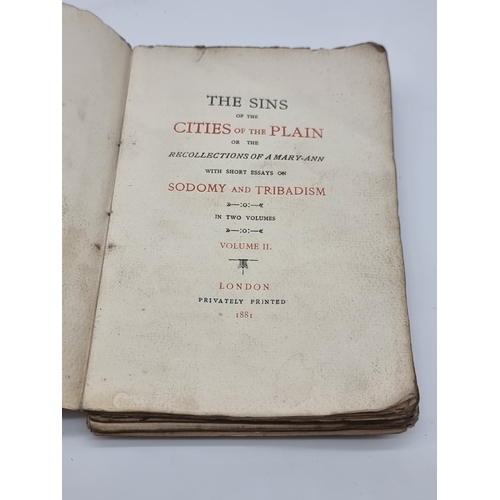 THE SINS
OF THE
CITIES OF THE PLAIN
OR THE
RECOLLECTIONS OF A MARY-ANN
WITH SHORT ESSAYS ON
SODOMY AND TRIBADISM
»—:o:—«
IN TWO VOLUMES
»—:o:—«
VOLUME II.
LONDON
PRIVATELY PRINTED
1881